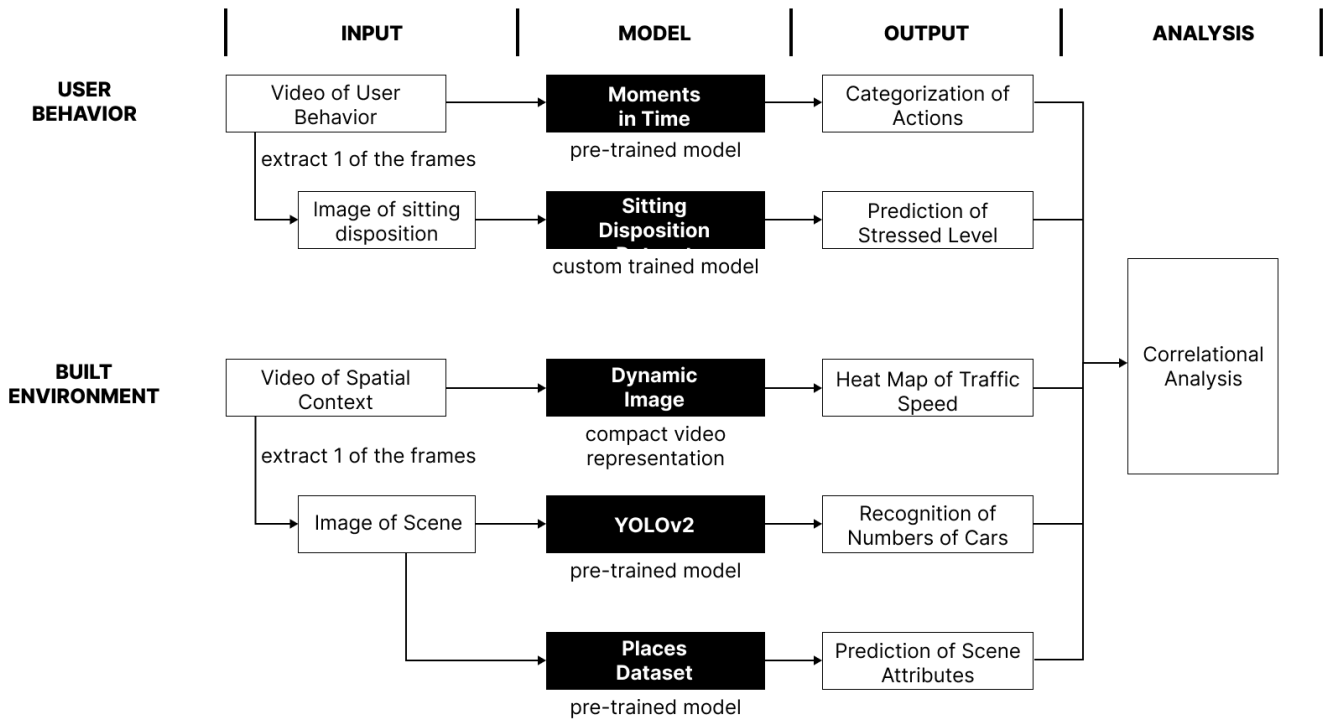 INPUT
MODEL
OUTPUT
ANALYSIS
USER
BEHAVIOR
Video of User
Behavior
Moments
in Time
Categorization of
Actions
pre-trained model
extract 1 of the frames
Image of sitting
disposition
Sitting
Disposition
Prediction of
Stressed Level
custom trained model
BUILT
ENVIRONMENT
Video of Spatial
Context
Dynamic
Image
Heat Map of Traffic
Speed
Correlational
Analysis
compact video
representation
extract 1 of the frames
Image of Scene
YOLOv2
Recognition of
Numbers of Cars
pre-trained model
Places
Dataset
Prediction of Scene
Attributes
pre-trained model